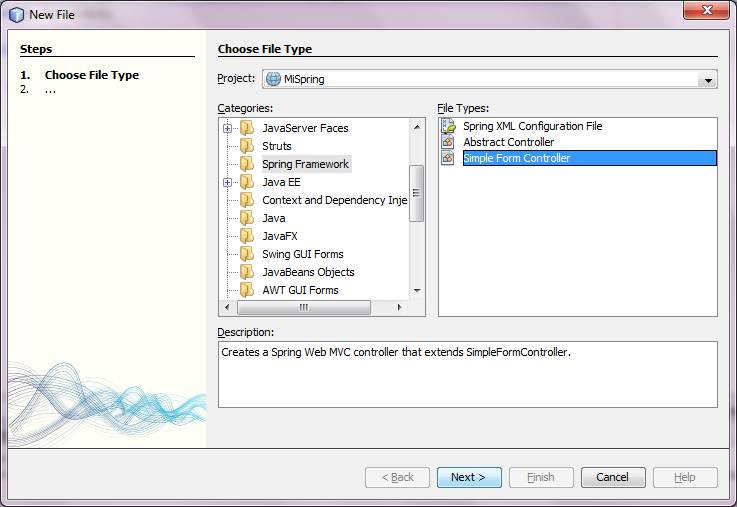 New File
Steps
1. Choose File Type
2. ...
Choose File Type
Project: MiSpring
Categories:
JavaServer Faces
Struts
Spring Framework
Java EE
Context and Dependency Inje
Java
JavaFX
Swing GUI Forms
JavaBeans Objects
AWT GUI Forms
File Types:
Spring XML Configuration File
Abstract Controller
Simple Form Controller
Description:
Creates a Spring Web MVC controller that extends SimpleFormController.
< Back Next > Finish Cancel Help